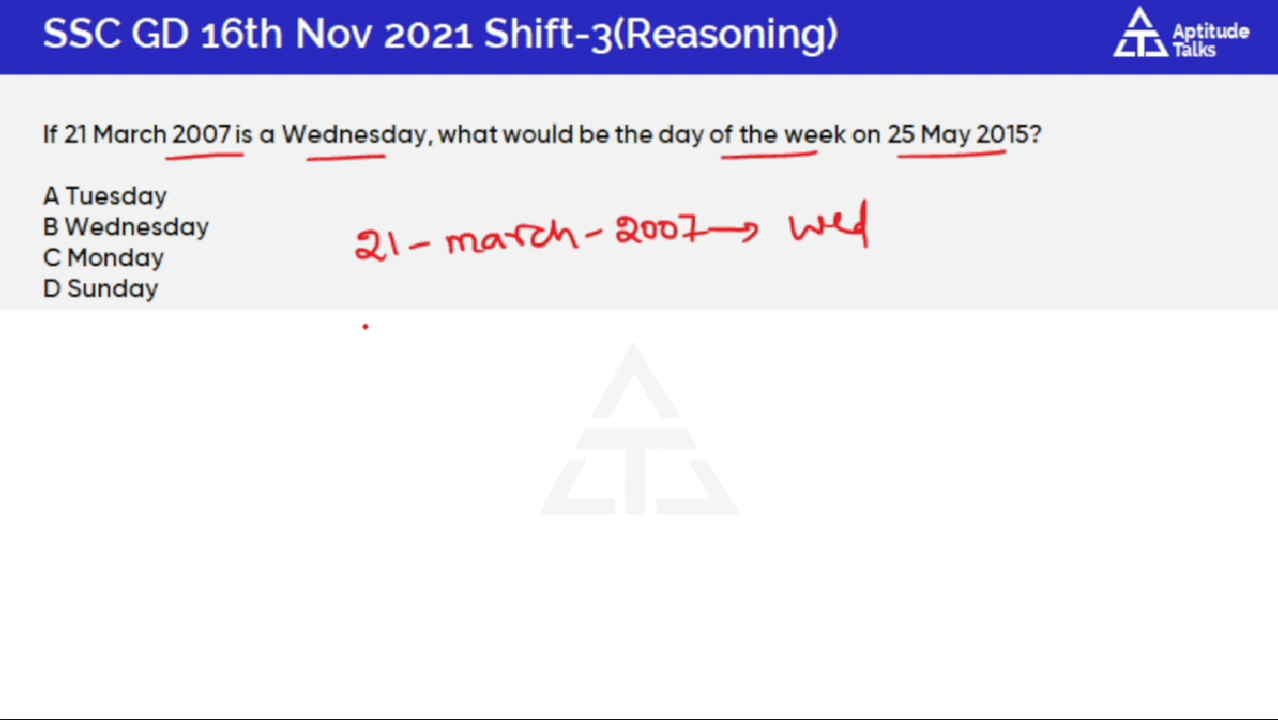 SSC GD 16th Nov 2021 Shift-3(Reasoning)
Aptitude
Talks
If 21 March 2007 is a Wednesday, what would be the day of the week on 25 May 2015?
A Tuesday
B Wednesday
C Monday
D Sunday
21 - march - 2007 → wed